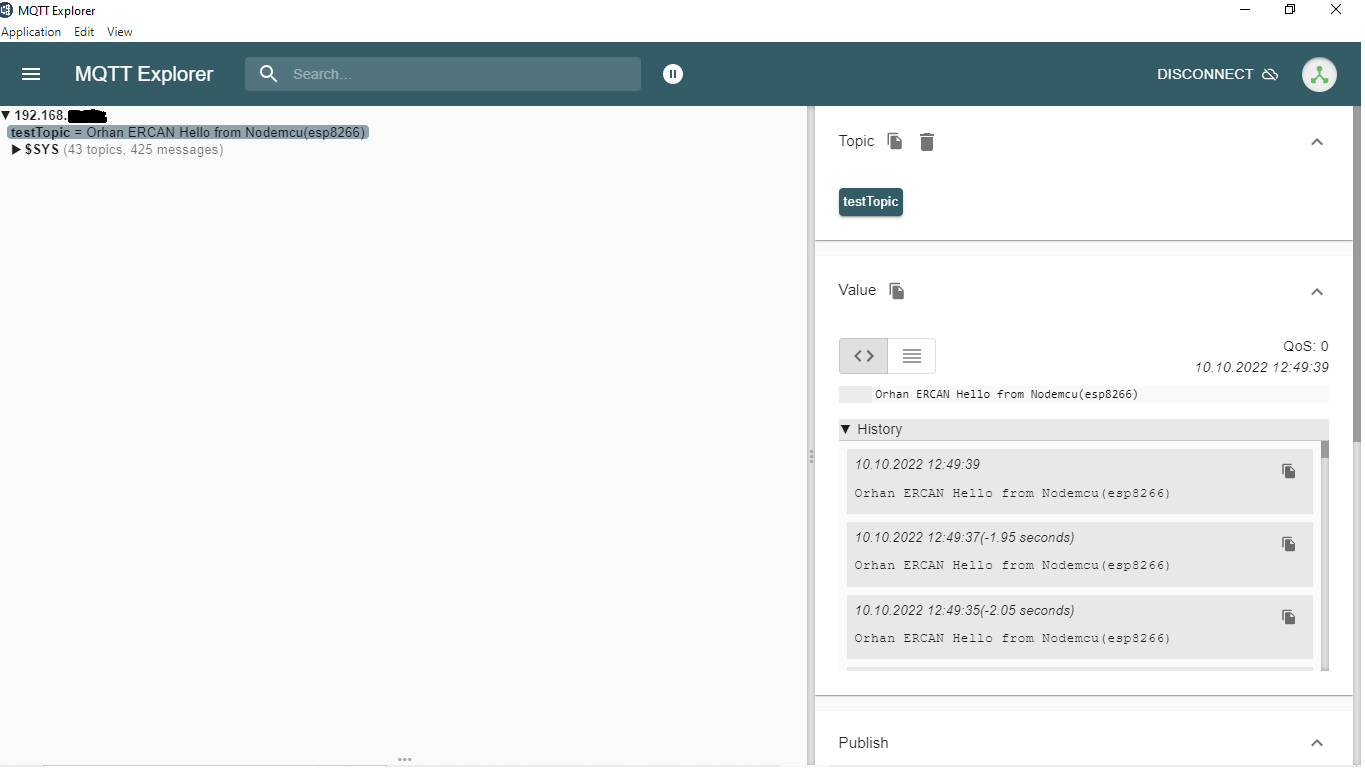 MQTT Explorer
Application Edit View
MQTT Explorer
Search...
DISCONNECT
192.168.
testTopic = Orhan ERCAN Hello from Nodemcu(esp8266)
$SYS (43 topics, 425 messages)
Topic
testTopic
Value
QoS: 0
10.10.2022 12:49:39
Orhan ERCAN Hello from Nodemcu(esp8266)
History
10.10.2022 12:49:39
Orhan ERCAN Hello from Nodemcu(esp8266)
10.10.2022 12:49:37(-1.95 seconds)
Orhan ERCAN Hello from Nodemcu(esp8266)
10.10.2022 12:49:35(-2.05 seconds)
Orhan ERCAN Hello from Nodemcu(esp8266)
Publish